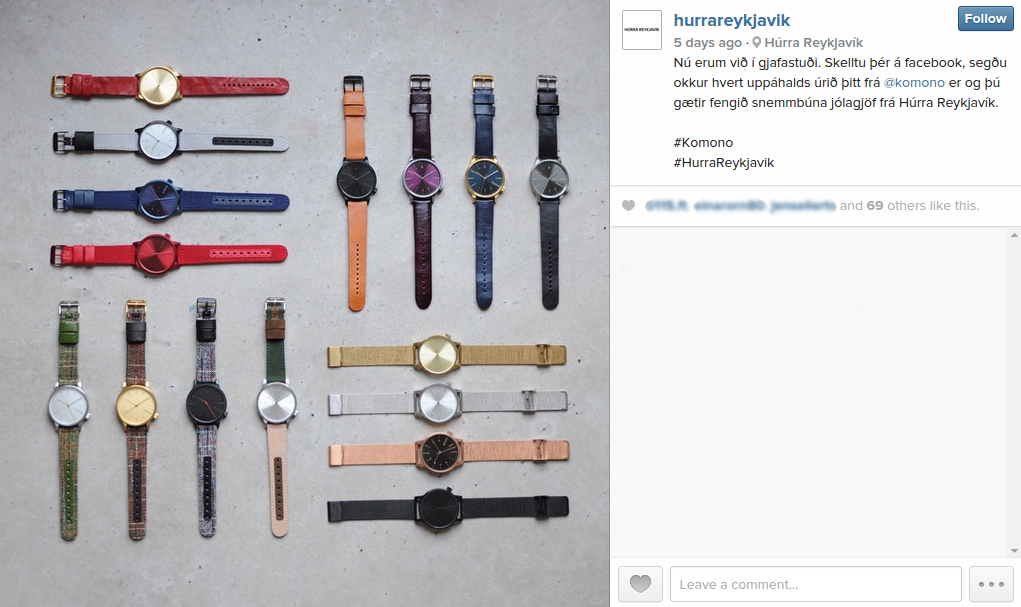 HÚRRA REYKJAVÍK
hurrareykjavik
Follow
5 days ago · Húrra Reykjavík
Nú erum við í gjafastuði. Skelltu þér á facebook, segðu
okkur hvert uppáhalds úrið þitt frá @komono er og þú
gætir fengið snemmbúna jólagjöf frá Húrra Reykjavík.
#Komono
#HurraReykjavik
and 69 others like this.
Leave a comment...